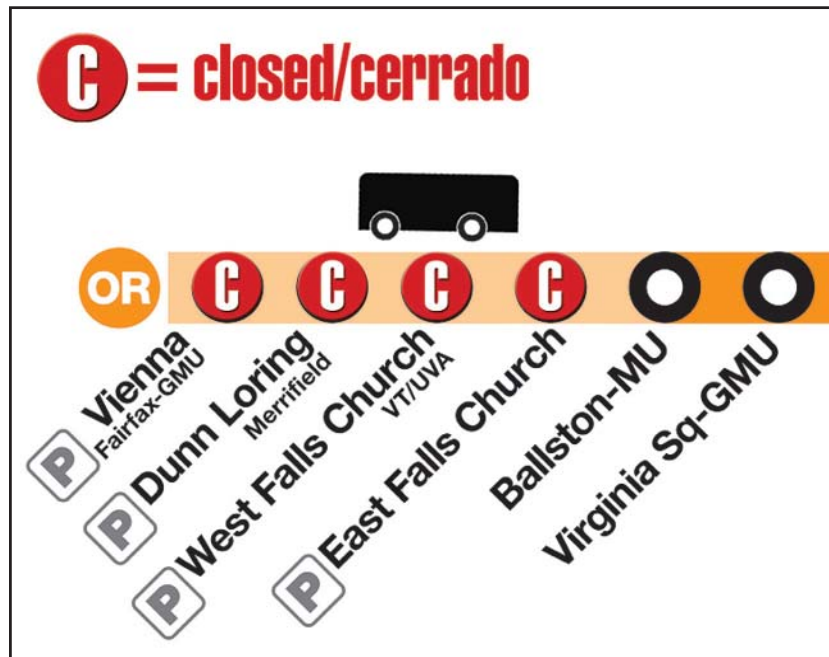 C = closed/cerrado
OR C C C C
Vienna
Fairfax-GMU
P
Dunn Loring
Merrifield
P
West Falls Church
VT/UVA
P
East Falls Church
P
Ballston-MU
Virginia Sq-GMU